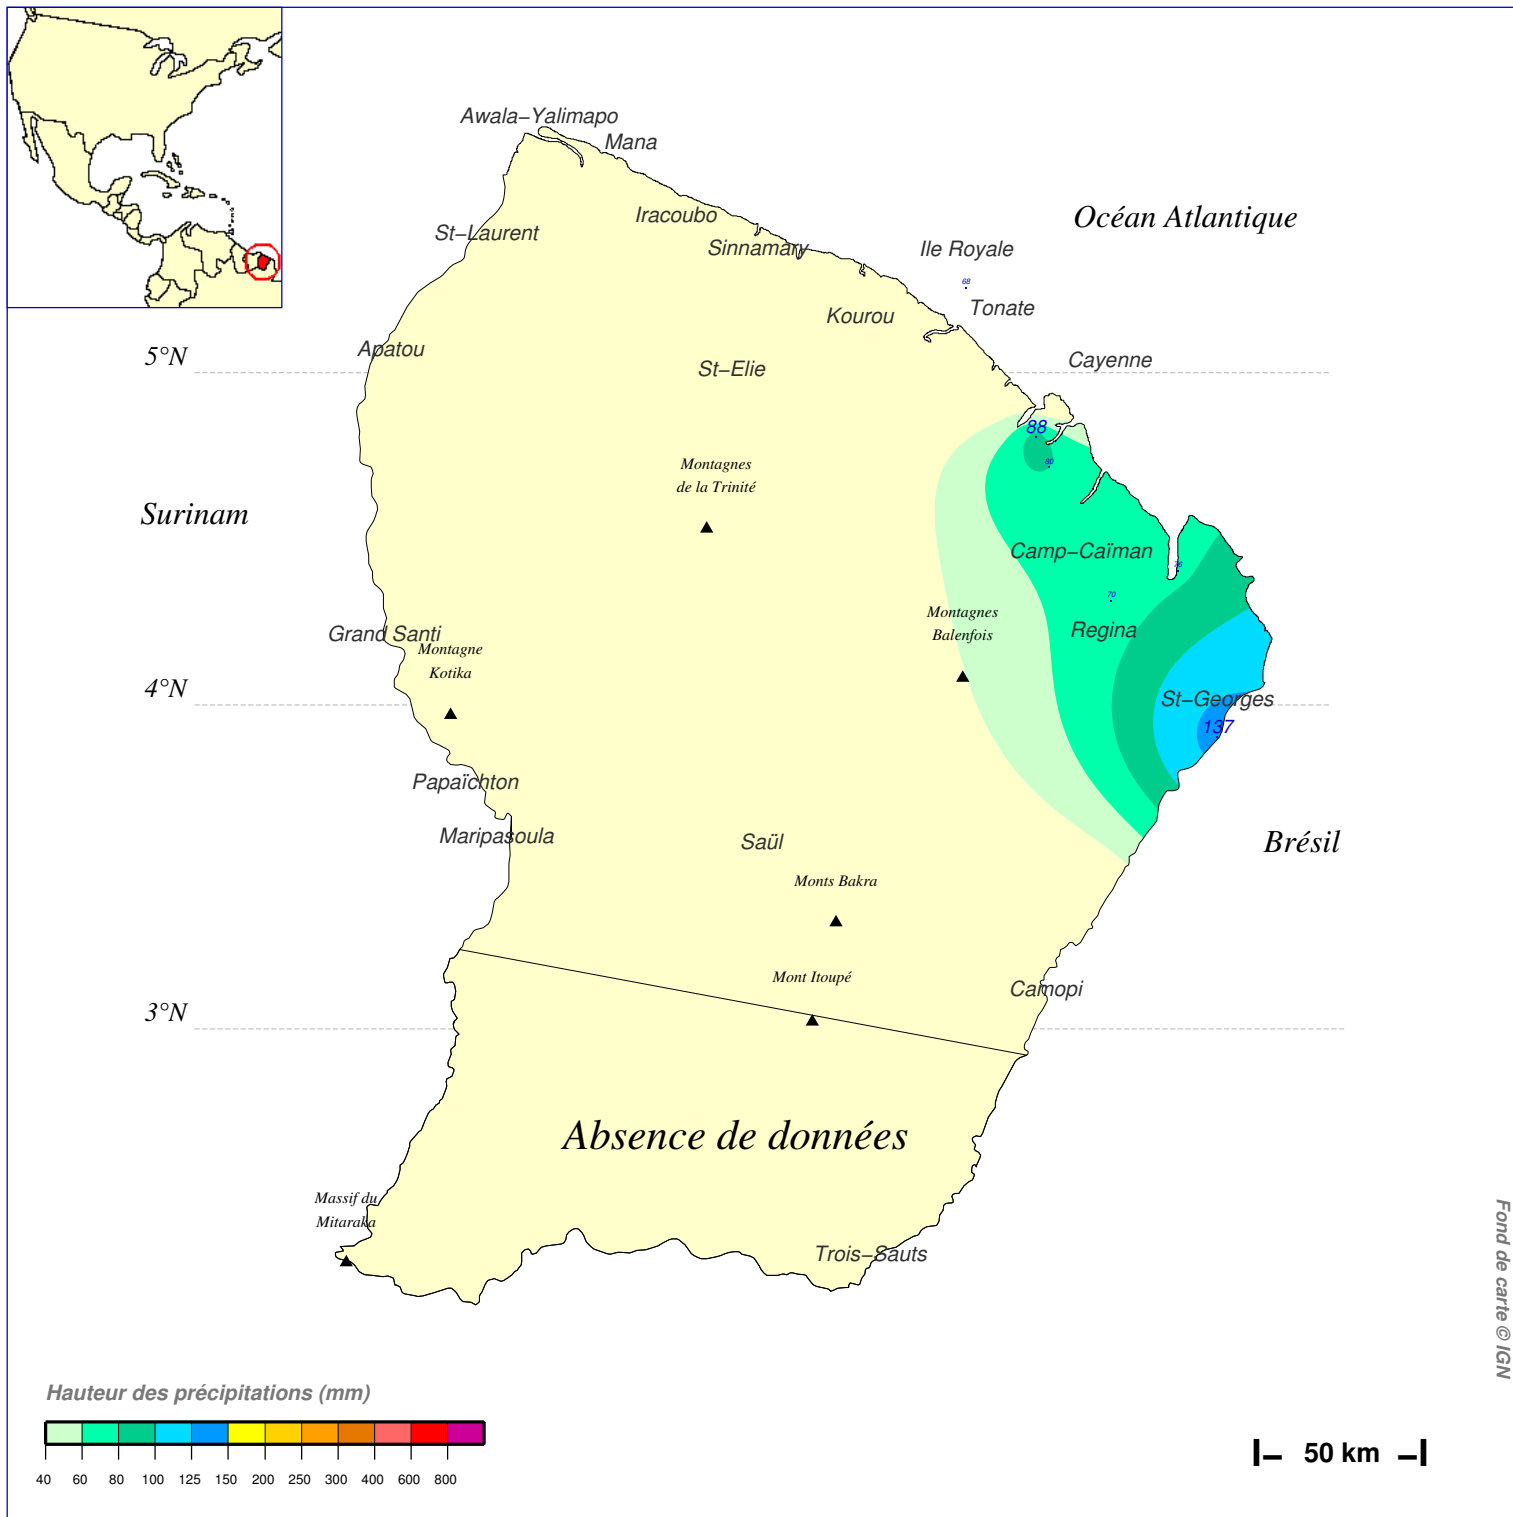 Awala−Yalimapo
Mana
Iracoubo
St−Laurent
Sinnamary
Océan Atlantique
Ile Royale
68
Tonate
Kourou
5°N
Apatou
St−Elie
Cayenne
88
80
Montagnes
de la Trinité
Surinam
Camp−Caïman
76
70
Montagnes
Balenfois
Regina
Grand Santi
Montagne
Kotika
4°N
St−Georges
137
Papaïchton
Maripasoula
Saül
Brésil
Monts Bakra
Mont Itoupé
Camopi
3°N
Absence de données
Massif du
Mitaraka
Trois−Sauts
Fond de carte © IGN
Hauteur des précipitations (mm)
40 60 80 100 125 150 200 250 300 400 600 800
50 km